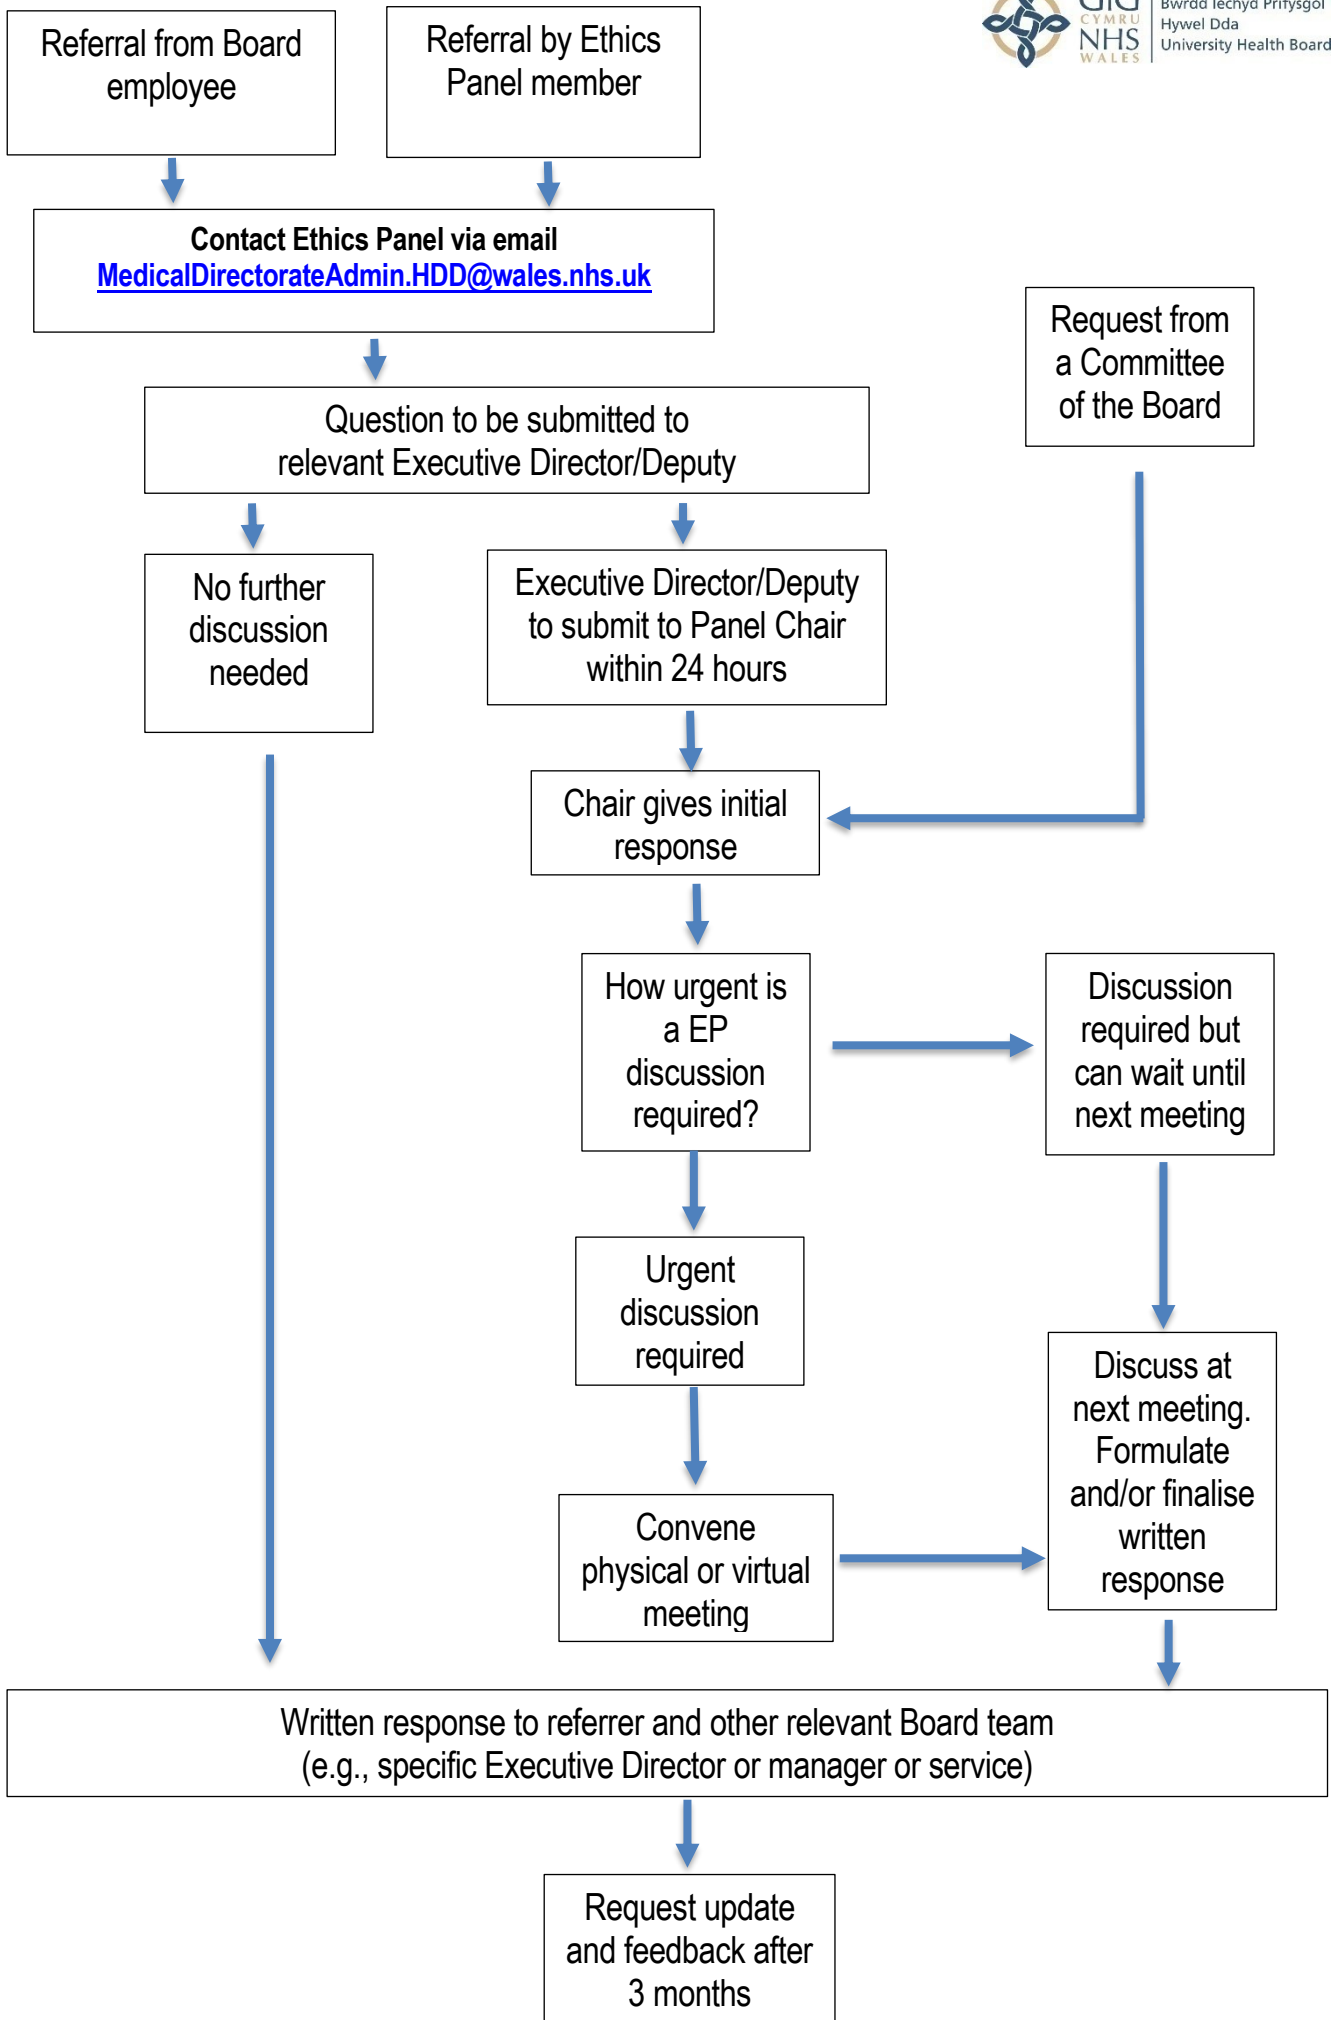 Referral from Board
employee
Referral by Ethics
Panel member
GIG
CYMRU
NHS
WALES
Bwrdd Iechyd Prifysgol
Hywel Dda
University Health Board
Contact Ethics Panel via email
MedicalDirectorateAdmin.HDD@wales.nhs.uk
Request from
a Committee
of the Board
Question to be submitted to
relevant Executive Director/Deputy
No further
discussion
needed
Executive Director/Deputy
to submit to Panel Chair
within 24 hours
Chair gives initial
response
How urgent is
a EP
discussion
required?
Discussion
required but
can wait until
next meeting
Urgent
discussion
required
Discuss at
next meeting.
Formulate
and/or finalise
written
response
Convene
physical or virtual
meeting
Written response to referrer and other relevant Board team
(e.g., specific Executive Director or manager or service)
Request update
and feedback after
3 months